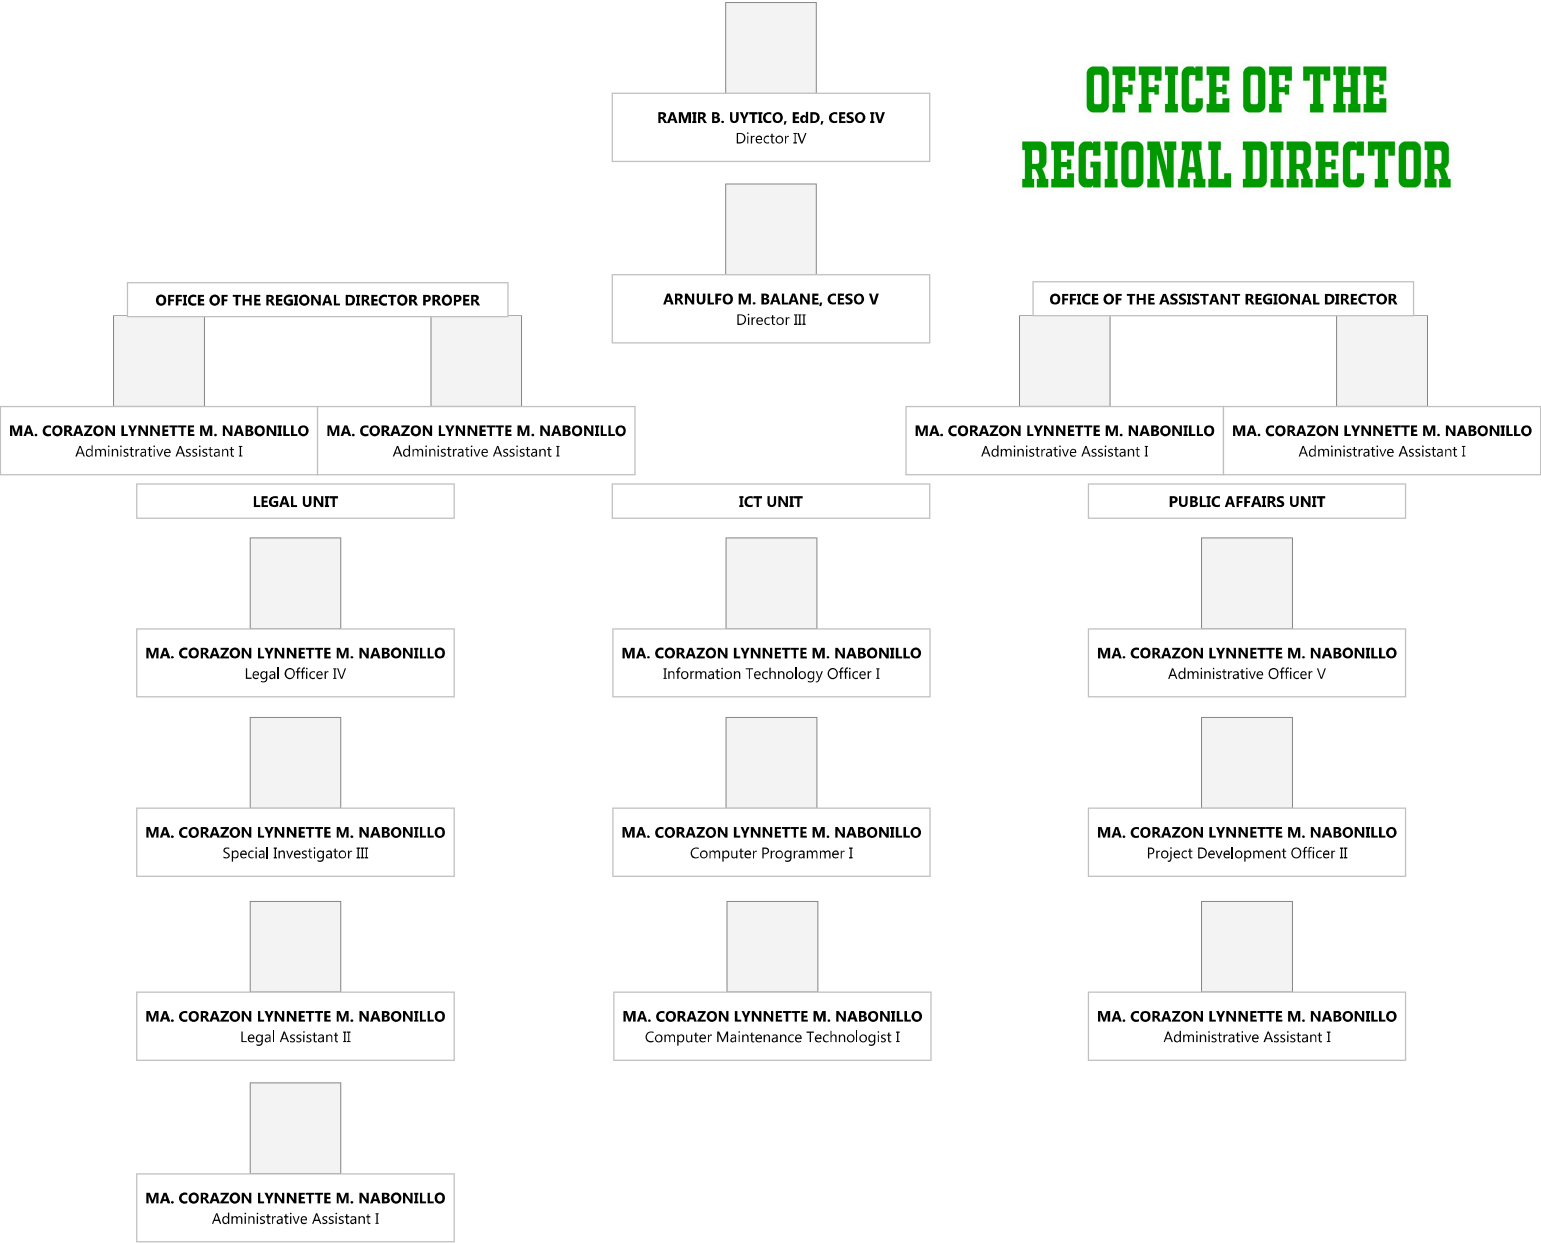 OFFICE OF THE
REGIONAL DIRECTOR
RAMIR B. UYTICO, EdD, CESO IV
Director IV
ARNULFO M. BALANE, CESO V
Director III
OFFICE OF THE REGIONAL DIRECTOR PROPER
MA. CORAZON LYNNETTE M. NABONILLO
Administrative Assistant I
MA. CORAZON LYNNETTE M. NABONILLO
Administrative Assistant I
OFFICE OF THE ASSISTANT REGIONAL DIRECTOR
MA. CORAZON LYNNETTE M. NABONILLO
Administrative Assistant I
MA. CORAZON LYNNETTE M. NABONILLO
Administrative Assistant I
LEGAL UNIT
MA. CORAZON LYNNETTE M. NABONILLO
Legal Officer IV
MA. CORAZON LYNNETTE M. NABONILLO
Special Investigator III
MA. CORAZON LYNNETTE M. NABONILLO
Legal Assistant II
MA. CORAZON LYNNETTE M. NABONILLO
Administrative Assistant I
ICT UNIT
MA. CORAZON LYNNETTE M. NABONILLO
Information Technology Officer I
MA. CORAZON LYNNETTE M. NABONILLO
Computer Programmer I
MA. CORAZON LYNNETTE M. NABONILLO
Computer Maintenance Technologist I
PUBLIC AFFAIRS UNIT
MA. CORAZON LYNNETTE M. NABONILLO
Administrative Officer V
MA. CORAZON LYNNETTE M. NABONILLO
Project Development Officer II
MA. CORAZON LYNNETTE M. NABONILLO
Administrative Assistant I